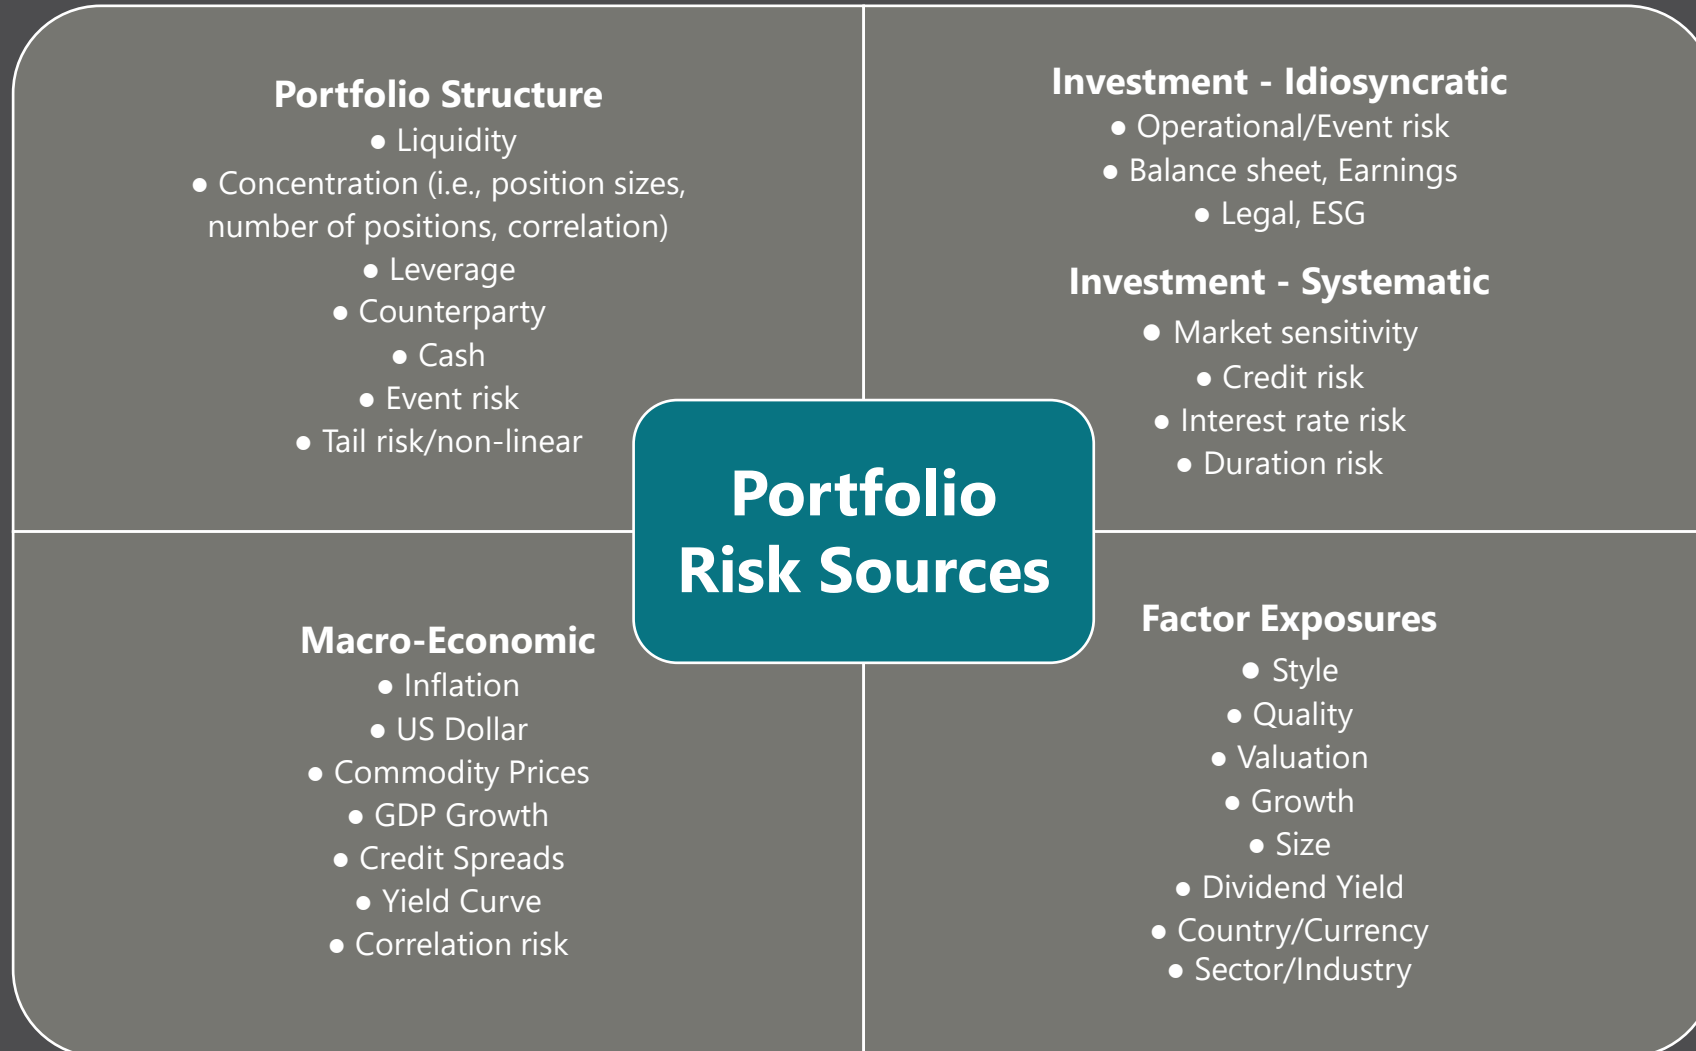 Portfolio Structure
● Liquidity
● Concentration (i.e., position sizes,
number of positions, correlation)
● Leverage
● Counterparty
● Cash
● Event risk
● Tail risk/non-linear
Investment - Idiosyncratic
● Operational/Event risk
● Balance sheet, Earnings
● Legal, ESG
Investment - Systematic
● Market sensitivity
● Credit risk
● Interest rate risk
● Duration risk
Portfolio
Risk Sources
Macro-Economic
● Inflation
● US Dollar
● Commodity Prices
● GDP Growth
● Credit Spreads
● Yield Curve
● Correlation risk
Factor Exposures
● Style
● Quality
● Valuation
● Growth
● Size
● Dividend Yield
● Country/Currency
● Sector/Industry